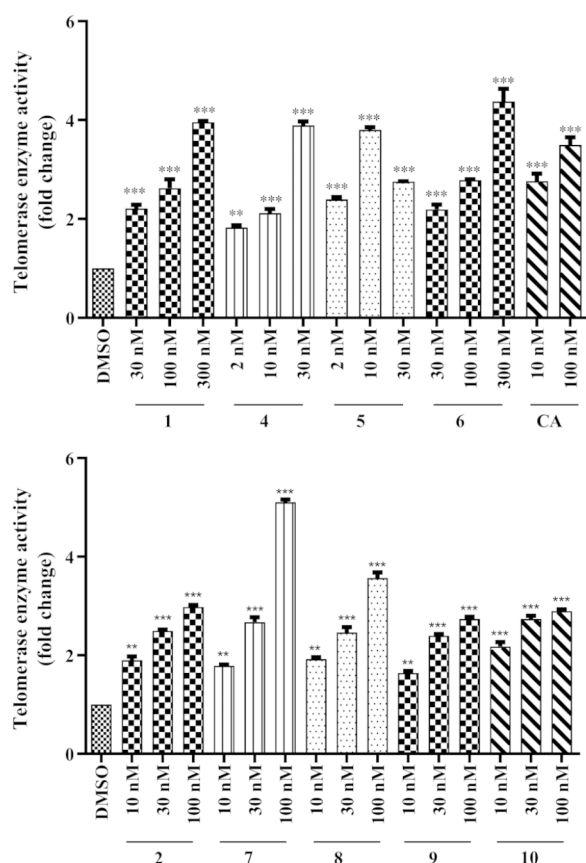 Telomerase enzyme activity
(fold change)
6
4
2
0
** *** *** *** *** *** *** *** *** *** *** *** *** ***
DMSO
30 nM
100 nM
300 nM
2 nM
10 nM
30 nM
2 nM
10 nM
30 nM
30 nM
100 nM
300 nM
10 nM
100 nM
1 4 5 6 CA
Telomerase enzyme activity
(fold change)
6
4
2
0
** *** *** ** *** *** ** *** *** ** *** *** *** *** ***
DMSO
10 nM
30 nM
100 nM
10 nM
30 nM
100 nM
10 nM
30 nM
100 nM
10 nM
30 nM
100 nM
10 nM
30 nM
100 nM
2 7 8 9 10